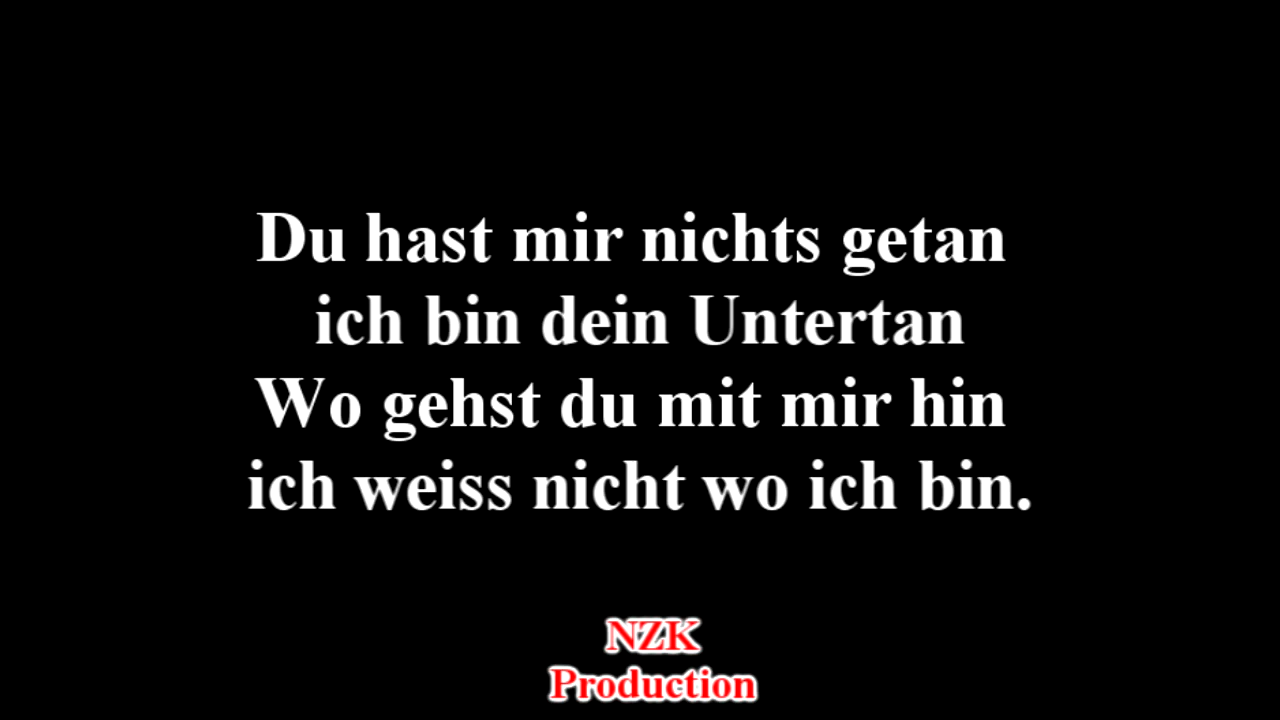 Du hast mir nichts getan
ich bin dein Untertan
Wo gehst du mit mir hin
ich weiss nicht wo ich bin.
NZK
Production